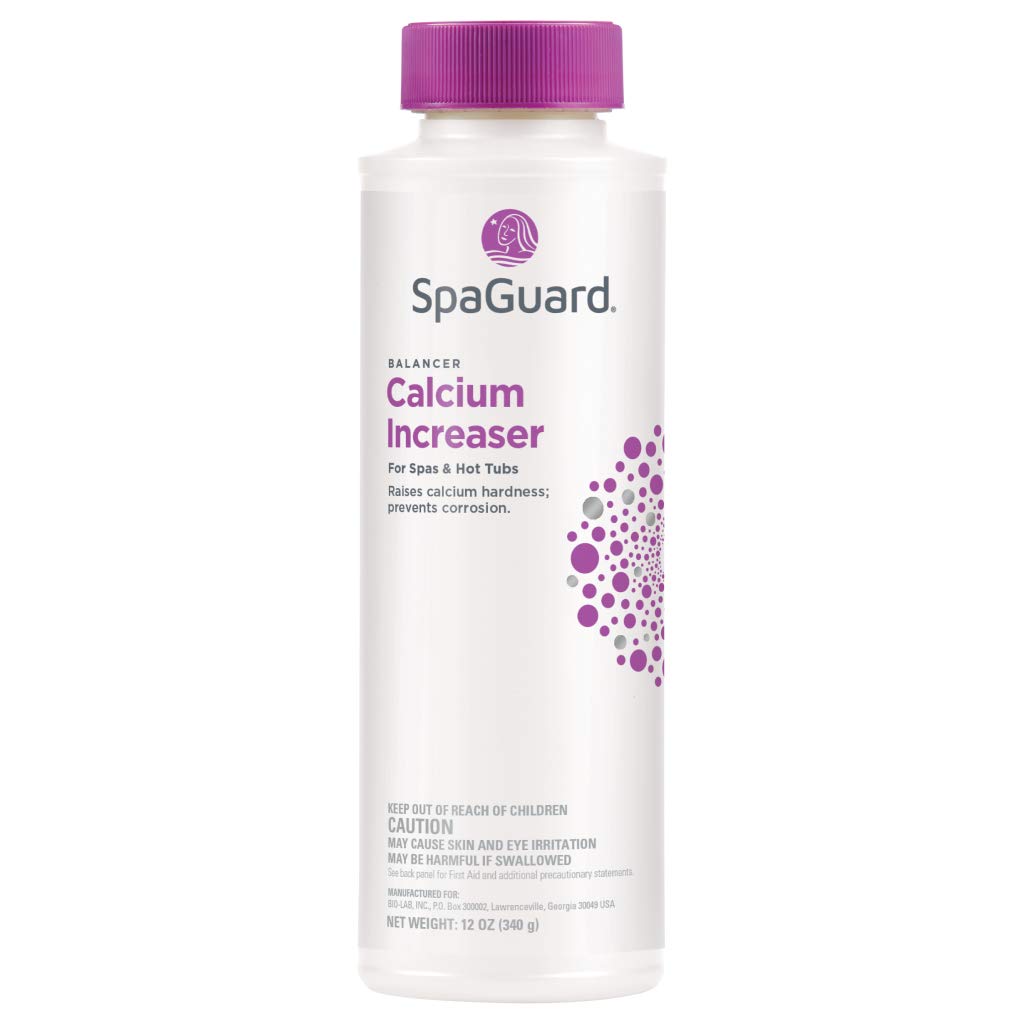 SpaGuard®
BALANCER
Calcium
Increaser
For Spas & Hot Tubs
Raises calcium hardness;
prevents corrosion.
KEEP OUT OF REACH OF CHILDREN
CAUTION
MAY CAUSE SKIN AND EYE IRRITATION
MAY BE HARMFUL IF SWALLOWED
See back panel for First Aid and additional precautionary statements.
MANUFACTURED FOR:
BIO-LAB, INC., P.O. Box 300002, Lawrenceville, Georgia 30049 USA
NET WEIGHT: 12 OZ (340 g)